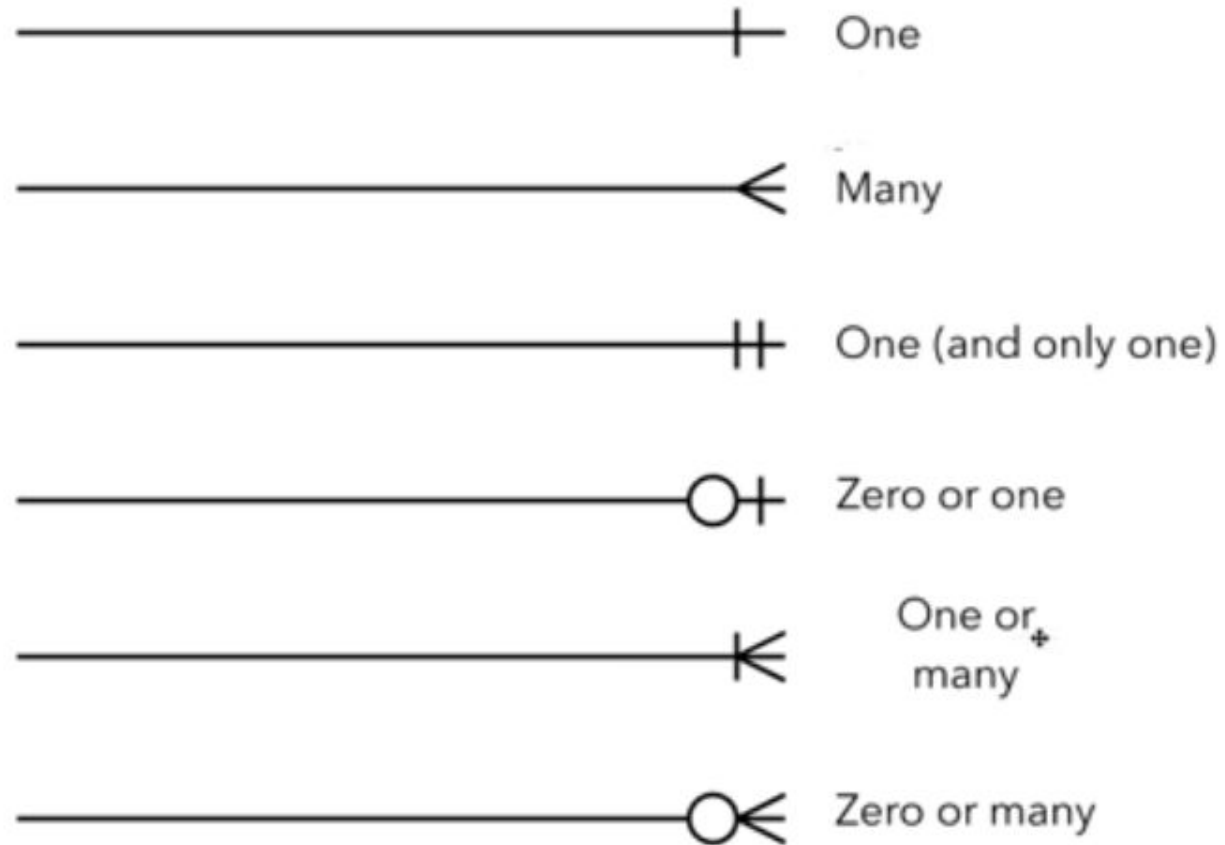 One
Many
One (and only one)
Zero or one
One or
many
Zero or many